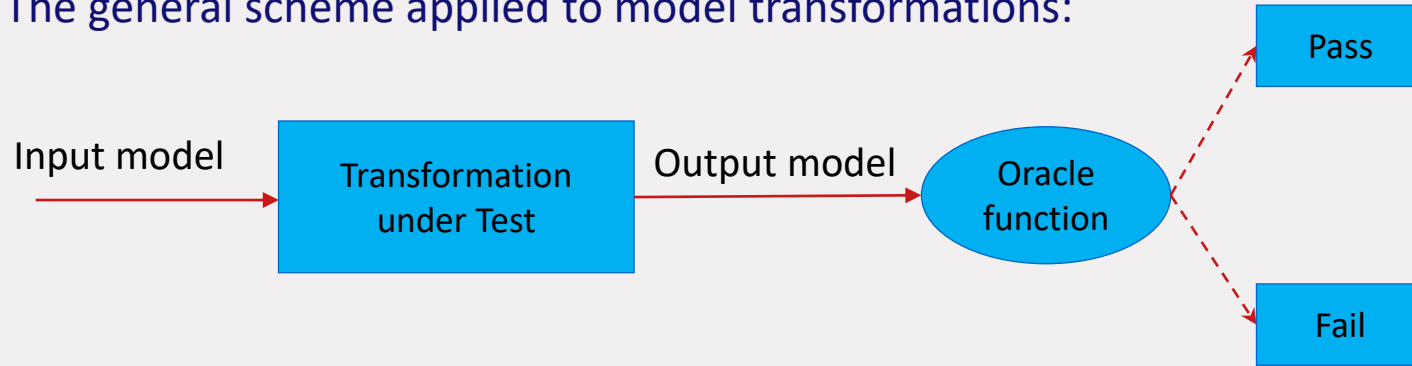 The general scheme applied to model transformations:
Pass
Input model
Transformation
under Test
Output model
Oracle
function
Fail